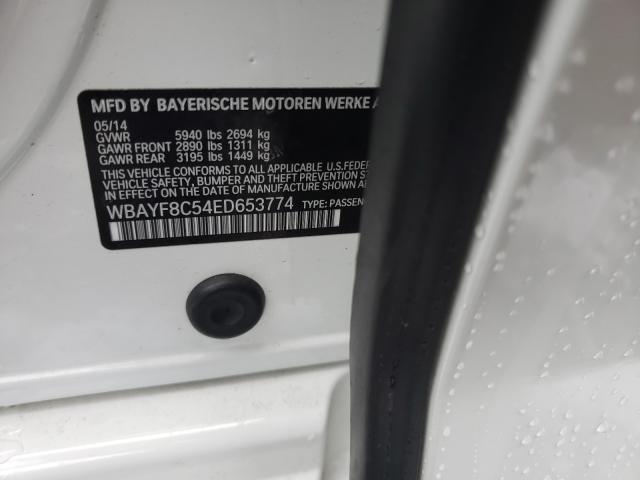 MFD BY BAYERISCHE MOTOREN WERKE A
05/14
GVWR 5940 lbs 2694 kg
GAWR FRONT 2890 lbs 1311 kg
GAWR REAR 3195 lbs 1449 kg
THIS VEHICLE CONFORMS TO ALL APPLICABLE U.S.FEDER
VEHICLE SAFETY, BUMPER AND THEFT PREVENTION STA
IN EFFECT ON THE DATE OF MANUFACTURE SHOWN ABOVE
WBAYF8C54ED653774 TYPE: PASSEN